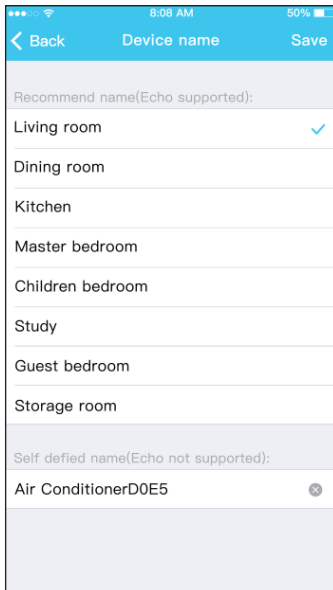 8:08 AM 50%
Back Device name Save
Recommend name(Echo supported):
Living room
Dining room
Kitchen
Master bedroom
Children bedroom
Study
Guest bedroom
Storage room
Self defied name(Echo not supported):
Air ConditionerD0E5